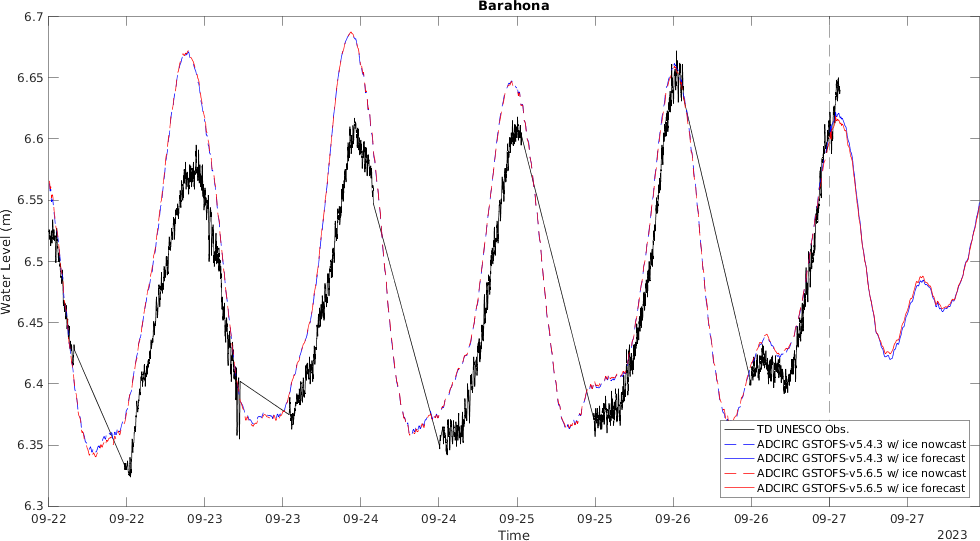 Barahona
Water Level (m)
6.7
6.65
6.6
6.55
6.5
6.45
6.4
6.35
6.3
TD UNESCO Obs.
ADCIRC GSTOFS-v5.4.3 w/ ice nowcast
ADCIRC GSTOFS-v5.4.3 w/ ice forecast
ADCIRC GSTOFS-v5.6.5 w/ ice nowcast
ADCIRC GSTOFS-v5.6.5 w/ ice forecast
09-22 09-22 09-23 09-23 09-24 09-24 09-25 09-25 09-26 09-26 09-27 09-27
Time
2023